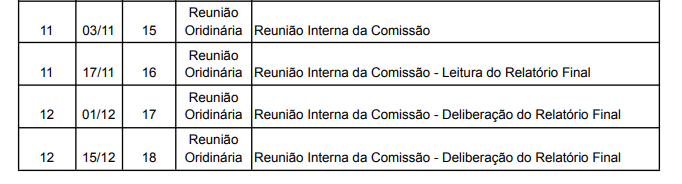 Reunião
11 03/11 15 Oridinária Reunião Interna da Comissão
Reunião
11 17/11 16 Oridinária Reunião Interna da Comissão - Leitura do Relatório Final
Reunião
12 01/12 17 Oridinária Reunião Interna da Comissão - Deliberação do Relatório Final
Reunião
12 15/12 18 Oridinária Reunião Interna da Comissão - Deliberação do Relatório Final